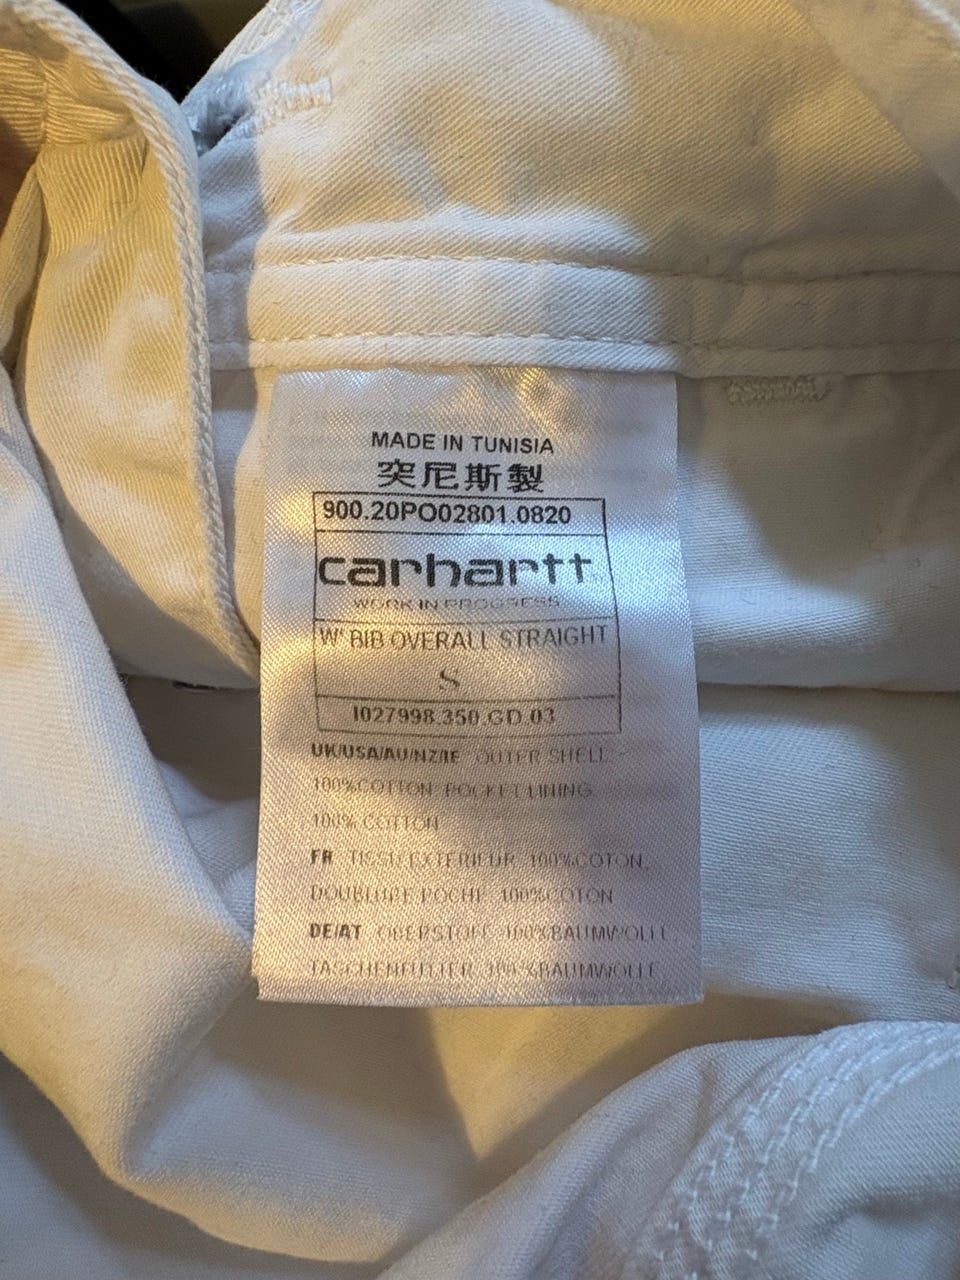 MADE IN TUNISIA
突尼斯製
900.20PO02801.0820
carhartt
WORK IN PROGRESS
W' BIB OVERALL STRAIGHT
S
I027998.350.GD.03
UK/USA/AU/NZ/IE OUTER SHELL
100%COTTON POCKET LINING
100% COTTON
FR TISSU EXTERIEUR 100%COTON,
DOUBLURE POCHE 100%COTON
DE/AT OBERSTOFF 100%BAUMWOLLE,
TASCHENFUTTER 100%BAUMWOLLE